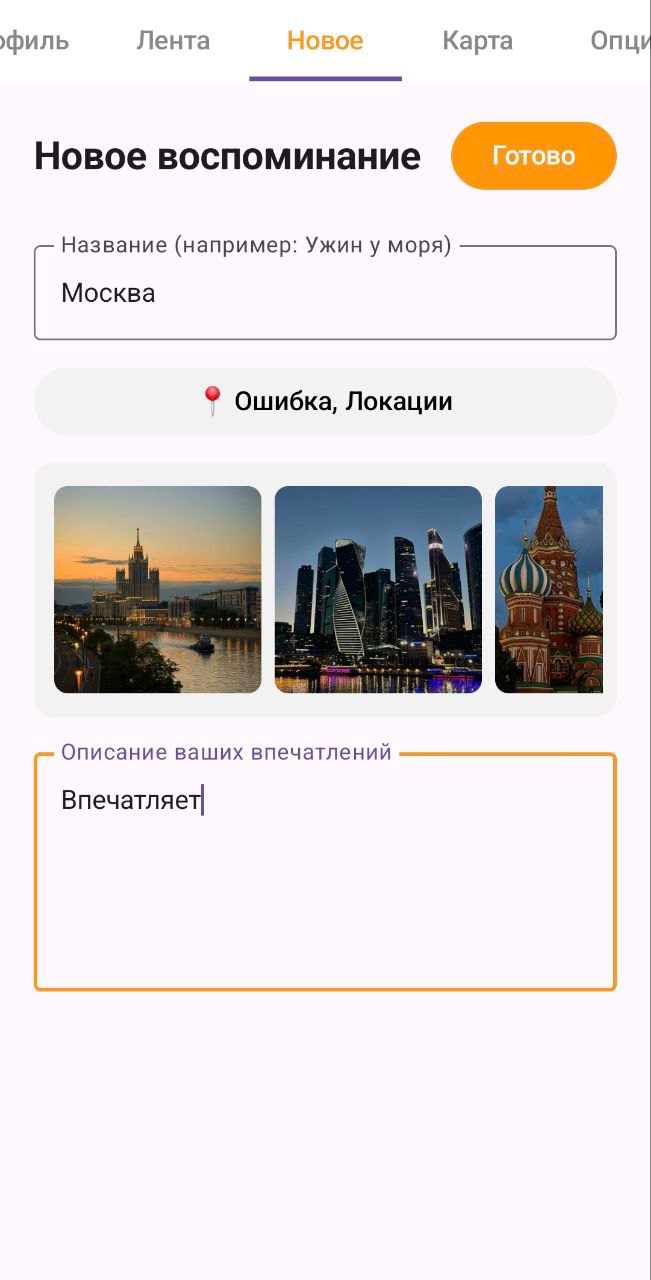 офиль Лента Новое Карта Опци
Новое воспоминание Готово
Название (например: Ужин у моря)
Москва
📍 Ошибка, Локации
Описание ваших впечатлений
Впечатляет